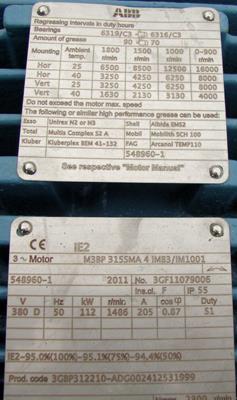 ABB
Regreasing intervals in duty hours
Bearings 6319/C3 6316/C3
Amount of grease 90 70
Mounting Ambient temp. 1800 r/min 1500 r/min 1000 r/min 0-900 r/min
Hor 25 6500 8500 12500 16000
Hor 40 3250 4250 6250 8000
Vert 25 3250 4250 6250 8000
Vert 40 1630 2130 3130 4000
Do not exceed the motor max. speed
The following or similar high performance grease can be used:
Esso Unirex N2 or N3 Shell Albida EMS2
Total Multis Complex S2 A Mobil Mobilith SCH 100
Kluber Kluberplex BEM 41-132 FAG Arcanol TEMP110
548960-1
See respective "Motor Manual"
CE IE2
3~Motor M3BP 315SMA 4 IMB3/IM1001
548960-1 2011 No. 3GF11079006
Ins.cl. F IP 55
V Hz kW r/min A cos φ Duty
380 D 50 112 1486 205 0.87 S1
IE2-95.0%(100%)-95.1%(75%)-94.4%(50%)
Prod. code 3GBP312210-ADG002412531999